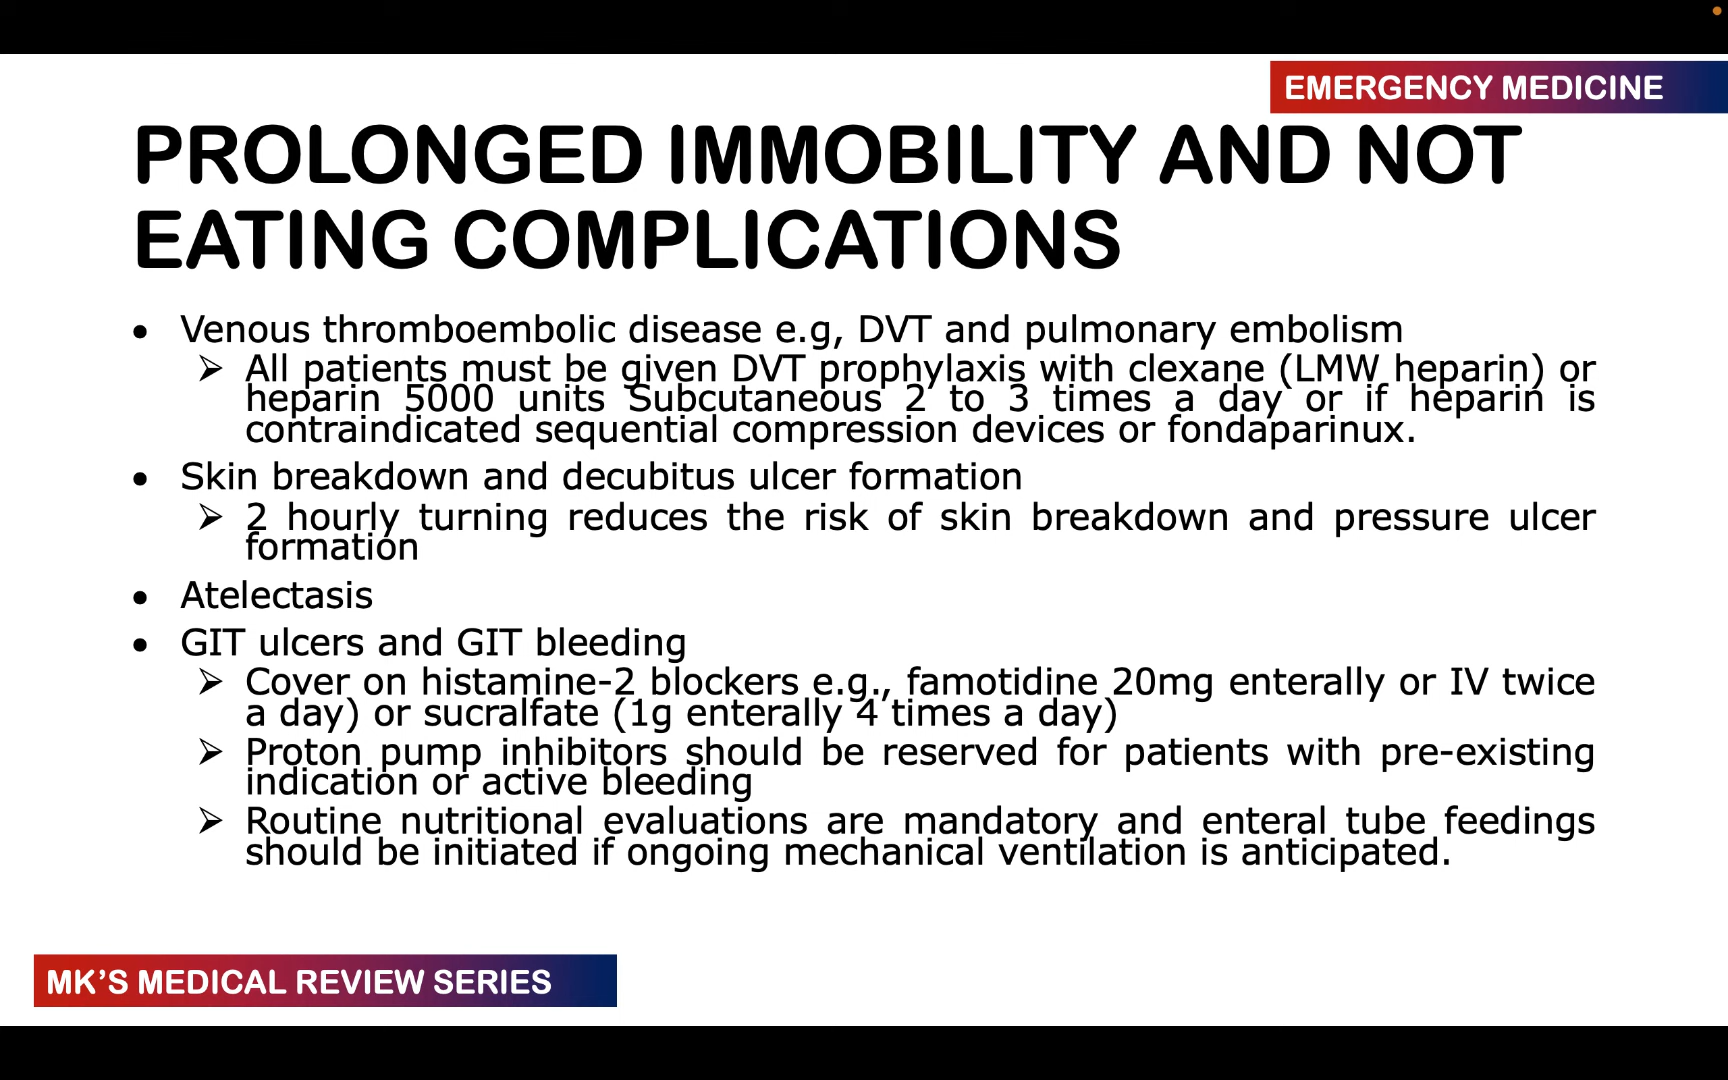 EMERGENCY MEDICINE
PROLONGED IMMOBILITY AND NOT
EATING COMPLICATIONS
• Venous thromboembolic disease e.g, DVT and pulmonary embolism
➢ All patients must be given DVT prophylaxis with clexane (LMW heparin) or
heparin 5000 units Subcutaneous 2 to 3 times a day or if heparin is
contraindicated sequential compression devices or fondaparinux.
• Skin breakdown and decubitus ulcer formation
➢ 2 hourly turning reduces the risk of skin breakdown and pressure ulcer
formation
• Atelectasis
• GIT ulcers and GIT bleeding
➢ Cover on histamine-2 blockers e.g., famotidine 20mg enterally or IV twice
a day) or sucralfate (1g enterally 4 times a day)
➢ Proton pump inhibitors should be reserved for patients with pre-existing
indication or active bleeding
➢ Routine nutritional evaluations are mandatory and enteral tube feedings
should be initiated if ongoing mechanical ventilation is anticipated.
MK’S MEDICAL REVIEW SERIES